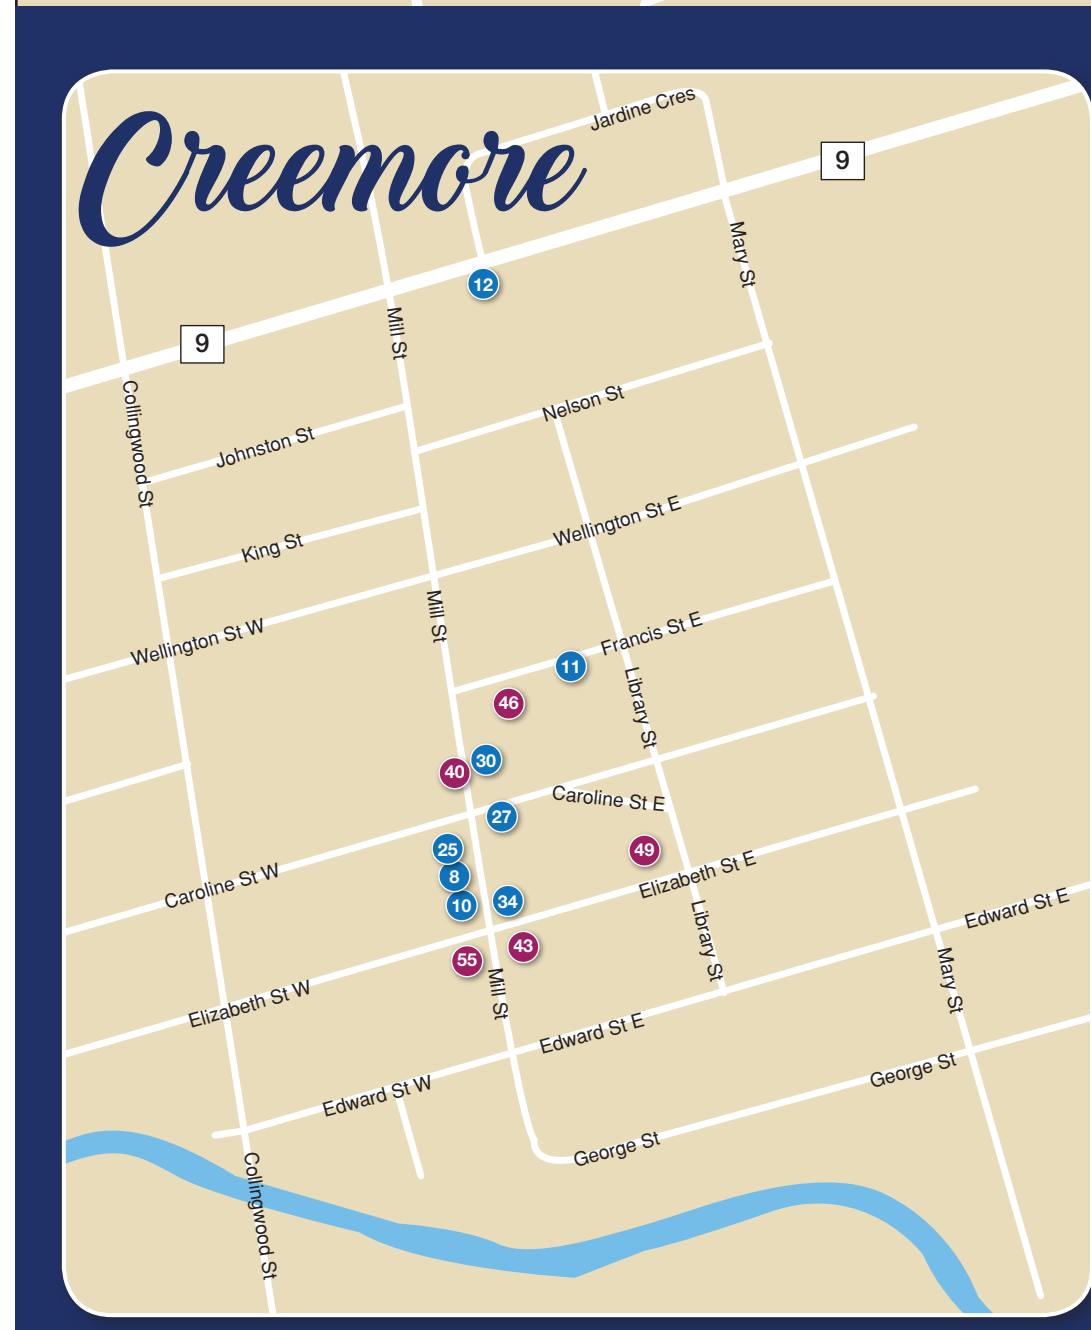 Creemore
Jardine Cres
9
Mary St
12
Mill St
9
Collingwood St
Nelson St
Johnston St
Wellington St E
King St
Mill St
Wellington St W
Francis St E
11
Library St
46
30
40
Caroline St E
27
25
49
Caroline St W
8
Elizabeth St E
34
10
Library St
Edward St E
43
55
Mill St
Mary St
Elizabeth St W
Edward St E
George St
Edward St W
George St
Collingwood St